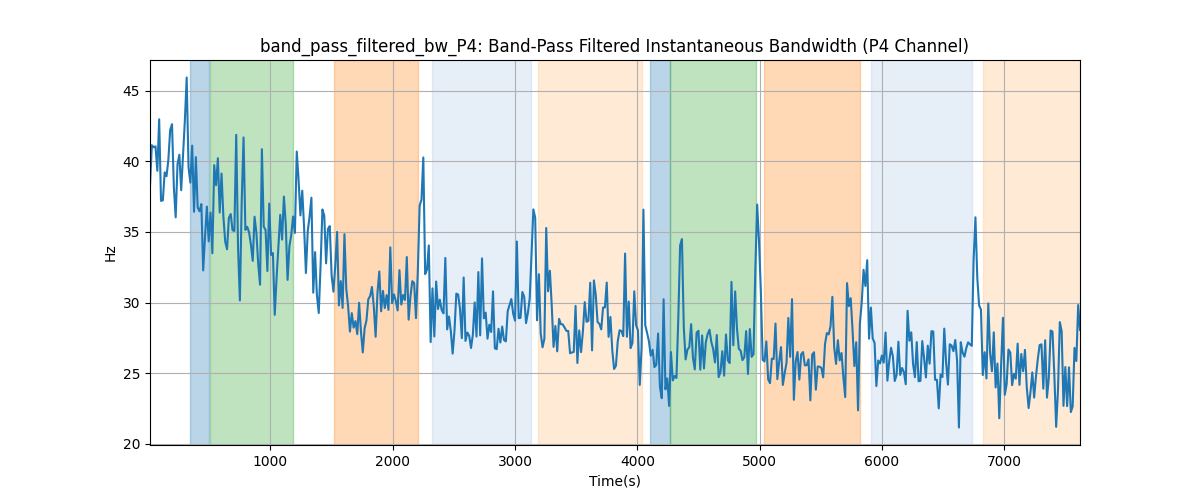 band_pass_filtered_bw_P4: Band-Pass Filtered Instantaneous Bandwidth (P4 Channel)
45
40
35
30
25
20
Hz
1000 2000 3000 4000 5000 6000 7000
Time(s)